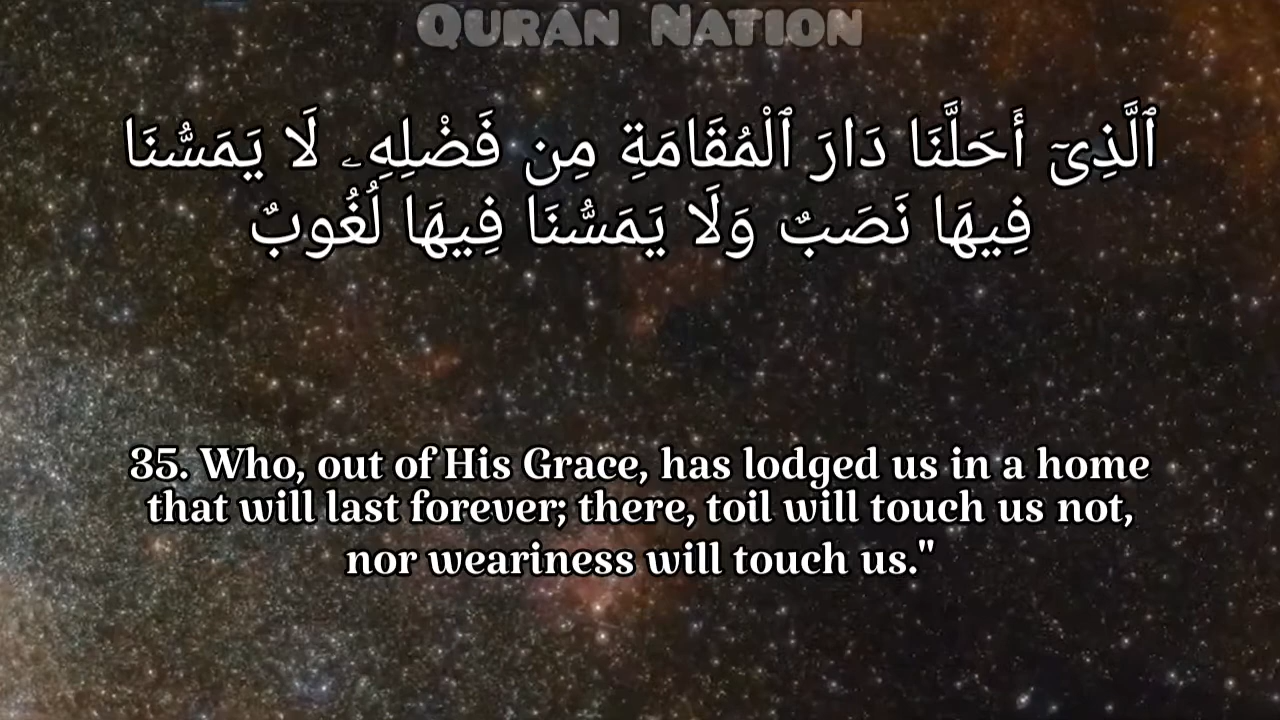 QURAN NATION
ٱلَّذِىٓ أَحَلَّنَا دَارَ ٱلْمُقَامَةِ مِن فَضْلِهِۦ لَا يَمَسُّنَا
فِيهَا نَصَبٌ وَلَا يَمَسُّنَا فِيهَا لُغُوبٌ
35. Who, out of His Grace, has lodged us in a home
that will last forever; there, toil will touch us not,
nor weariness will touch us."